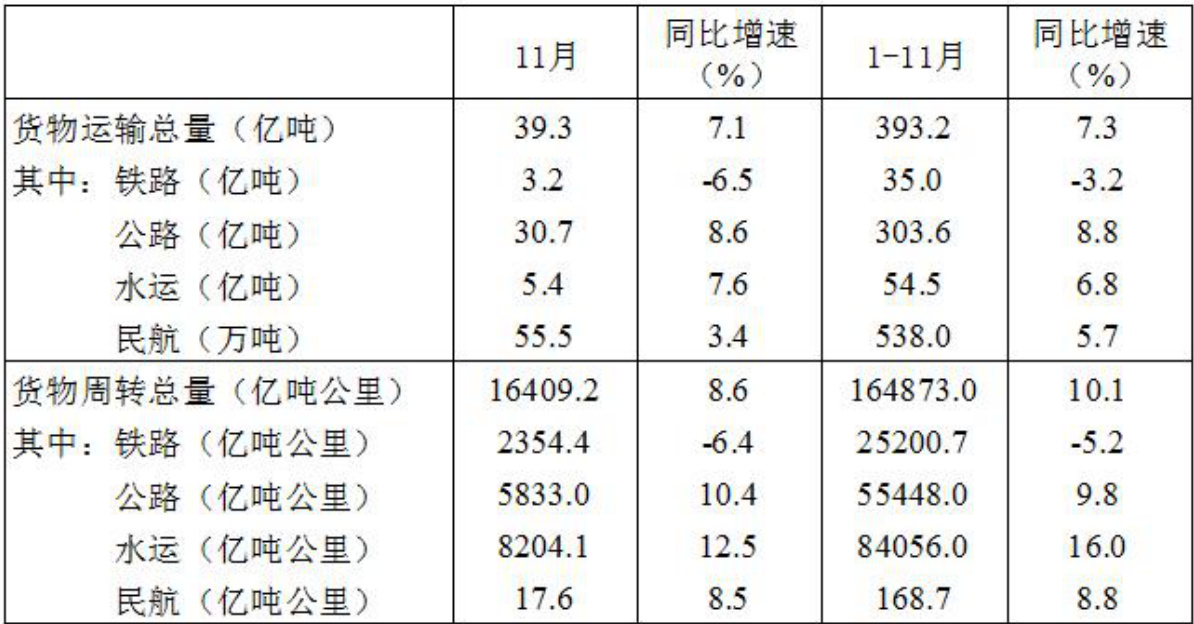 11月 同比增速（%） 1-11月 同比增速（%）
货物运输总量（亿吨） 39.3 7.1 393.2 7.3
其中：铁路（亿吨） 3.2 -6.5 35.0 -3.2
公路（亿吨） 30.7 8.6 303.6 8.8
水运（亿吨） 5.4 7.6 54.5 6.8
民航（万吨） 55.5 3.4 538.0 5.7
货物周转总量（亿吨公里） 16409.2 8.6 164873.0 10.1
其中：铁路（亿吨公里） 2354.4 -6.4 25200.7 -5.2
公路（亿吨公里） 5833.0 10.4 55448.0 9.8
水运（亿吨公里） 8204.1 12.5 84056.0 16.0
民航（亿吨公里） 17.6 8.5 168.7 8.8